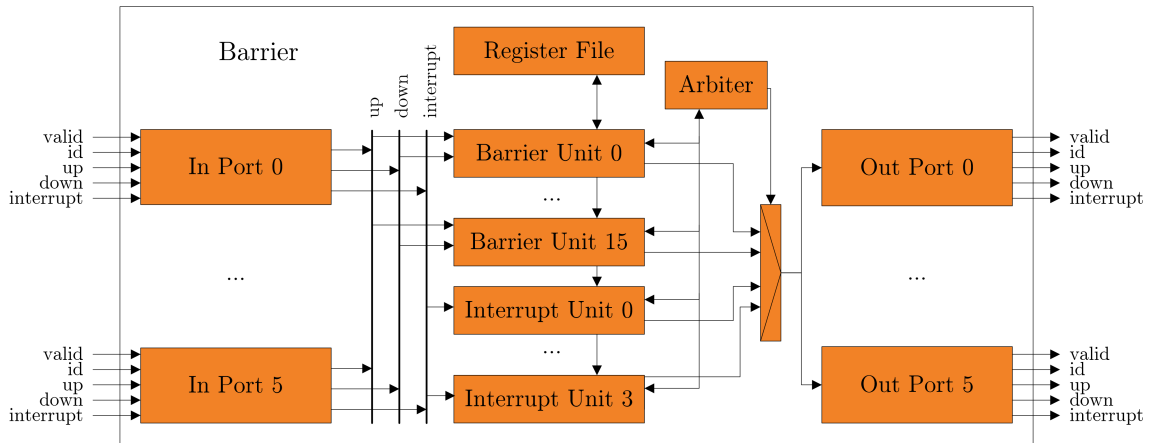 Barrier
up
down
interrupt
Register File
Arbiter
valid
id
up
down
interrupt
In Port 0
Barrier Unit 0
Out Port 0
valid
id
up
down
interrupt
...
Barrier Unit 15
...
...
Interrupt Unit 0
...
valid
id
up
down
interrupt
In Port 5
Interrupt Unit 3
Out Port 5
valid
id
up
down
interrupt